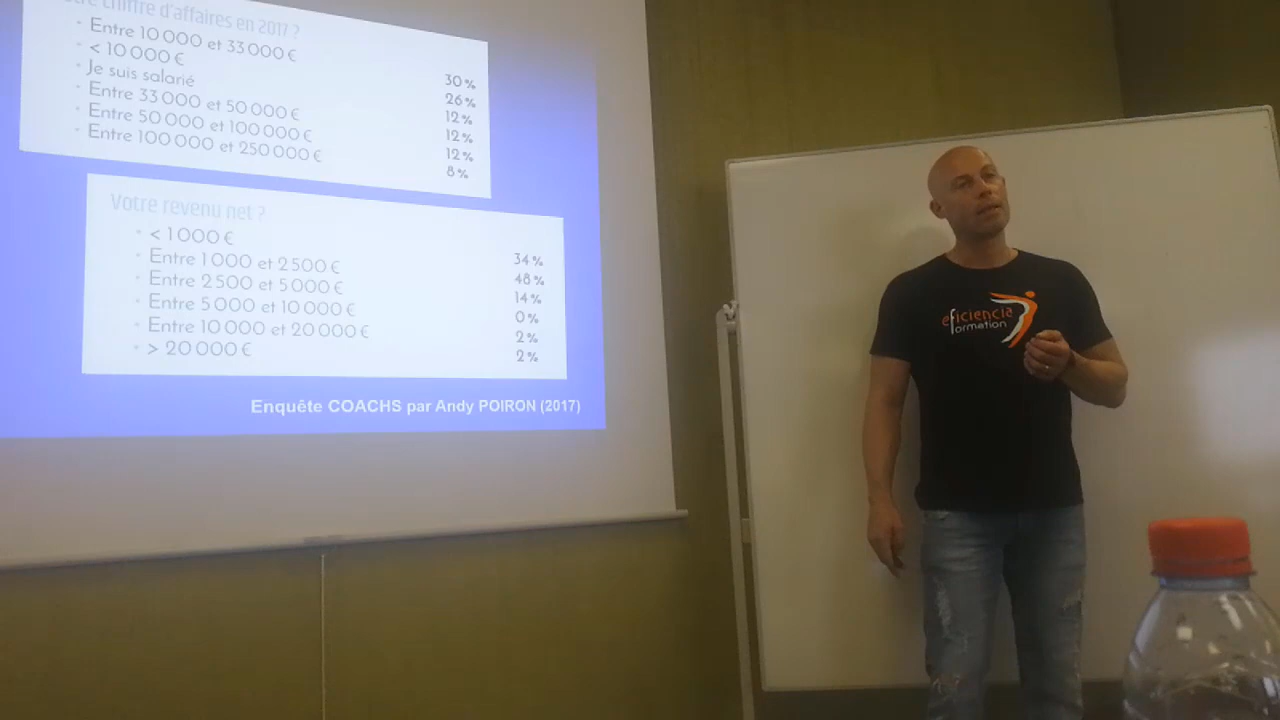 chiffre d'affaires en 2017 ?
• Entre 10 000 et 33 000 €
• < 10 000 €
30 %
• Je suis salarié
26 %
• Entre 33 000 et 50 000 €
12 %
• Entre 50 000 et 100 000 €
12 %
• Entre 100 000 et 250 000 €
12 %
8 %
Votre revenu net ?
• < 1 000 €
• Entre 1 000 et 2 500 €
34 %
• Entre 2 500 et 5 000 €
48 %
• Entre 5 000 et 10 000 €
14 %
• Entre 10 000 et 20 000 €
0 %
• > 20 000 €
2 %
2 %
Enquête COACHS par Andy POIRON (2017)
eficiencia
formation